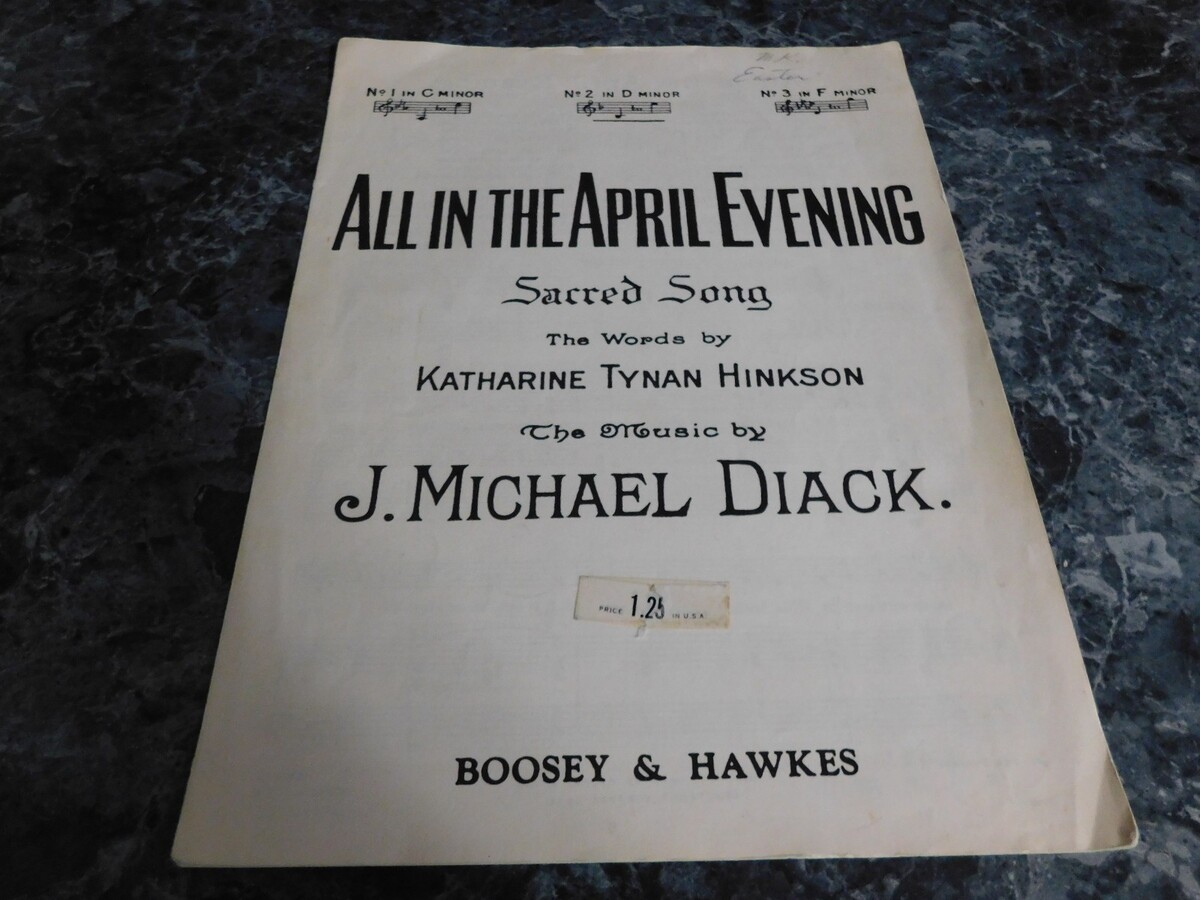 M.K.
Easter
Nº 1 IN C MINOR Nº 2 IN D MINOR Nº 3 IN F MINOR
ALL IN THE APRIL EVENING
Sacred Song
The Words by
KATHARINE TYNAN HINKSON
The Music by
J. MICHAEL DIACK.
PRICE 1.25 IN U.S.A.
BOOSEY & HAWKES